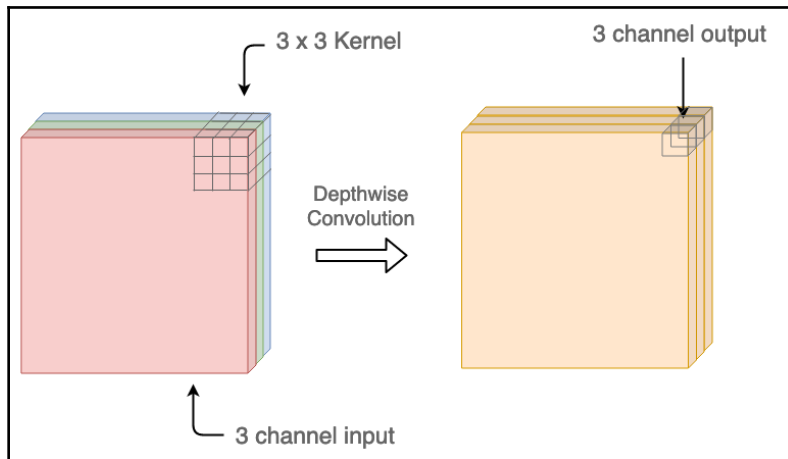 3 x 3 Kernel
3 channel output
Depthwise
Convolution
3 channel input